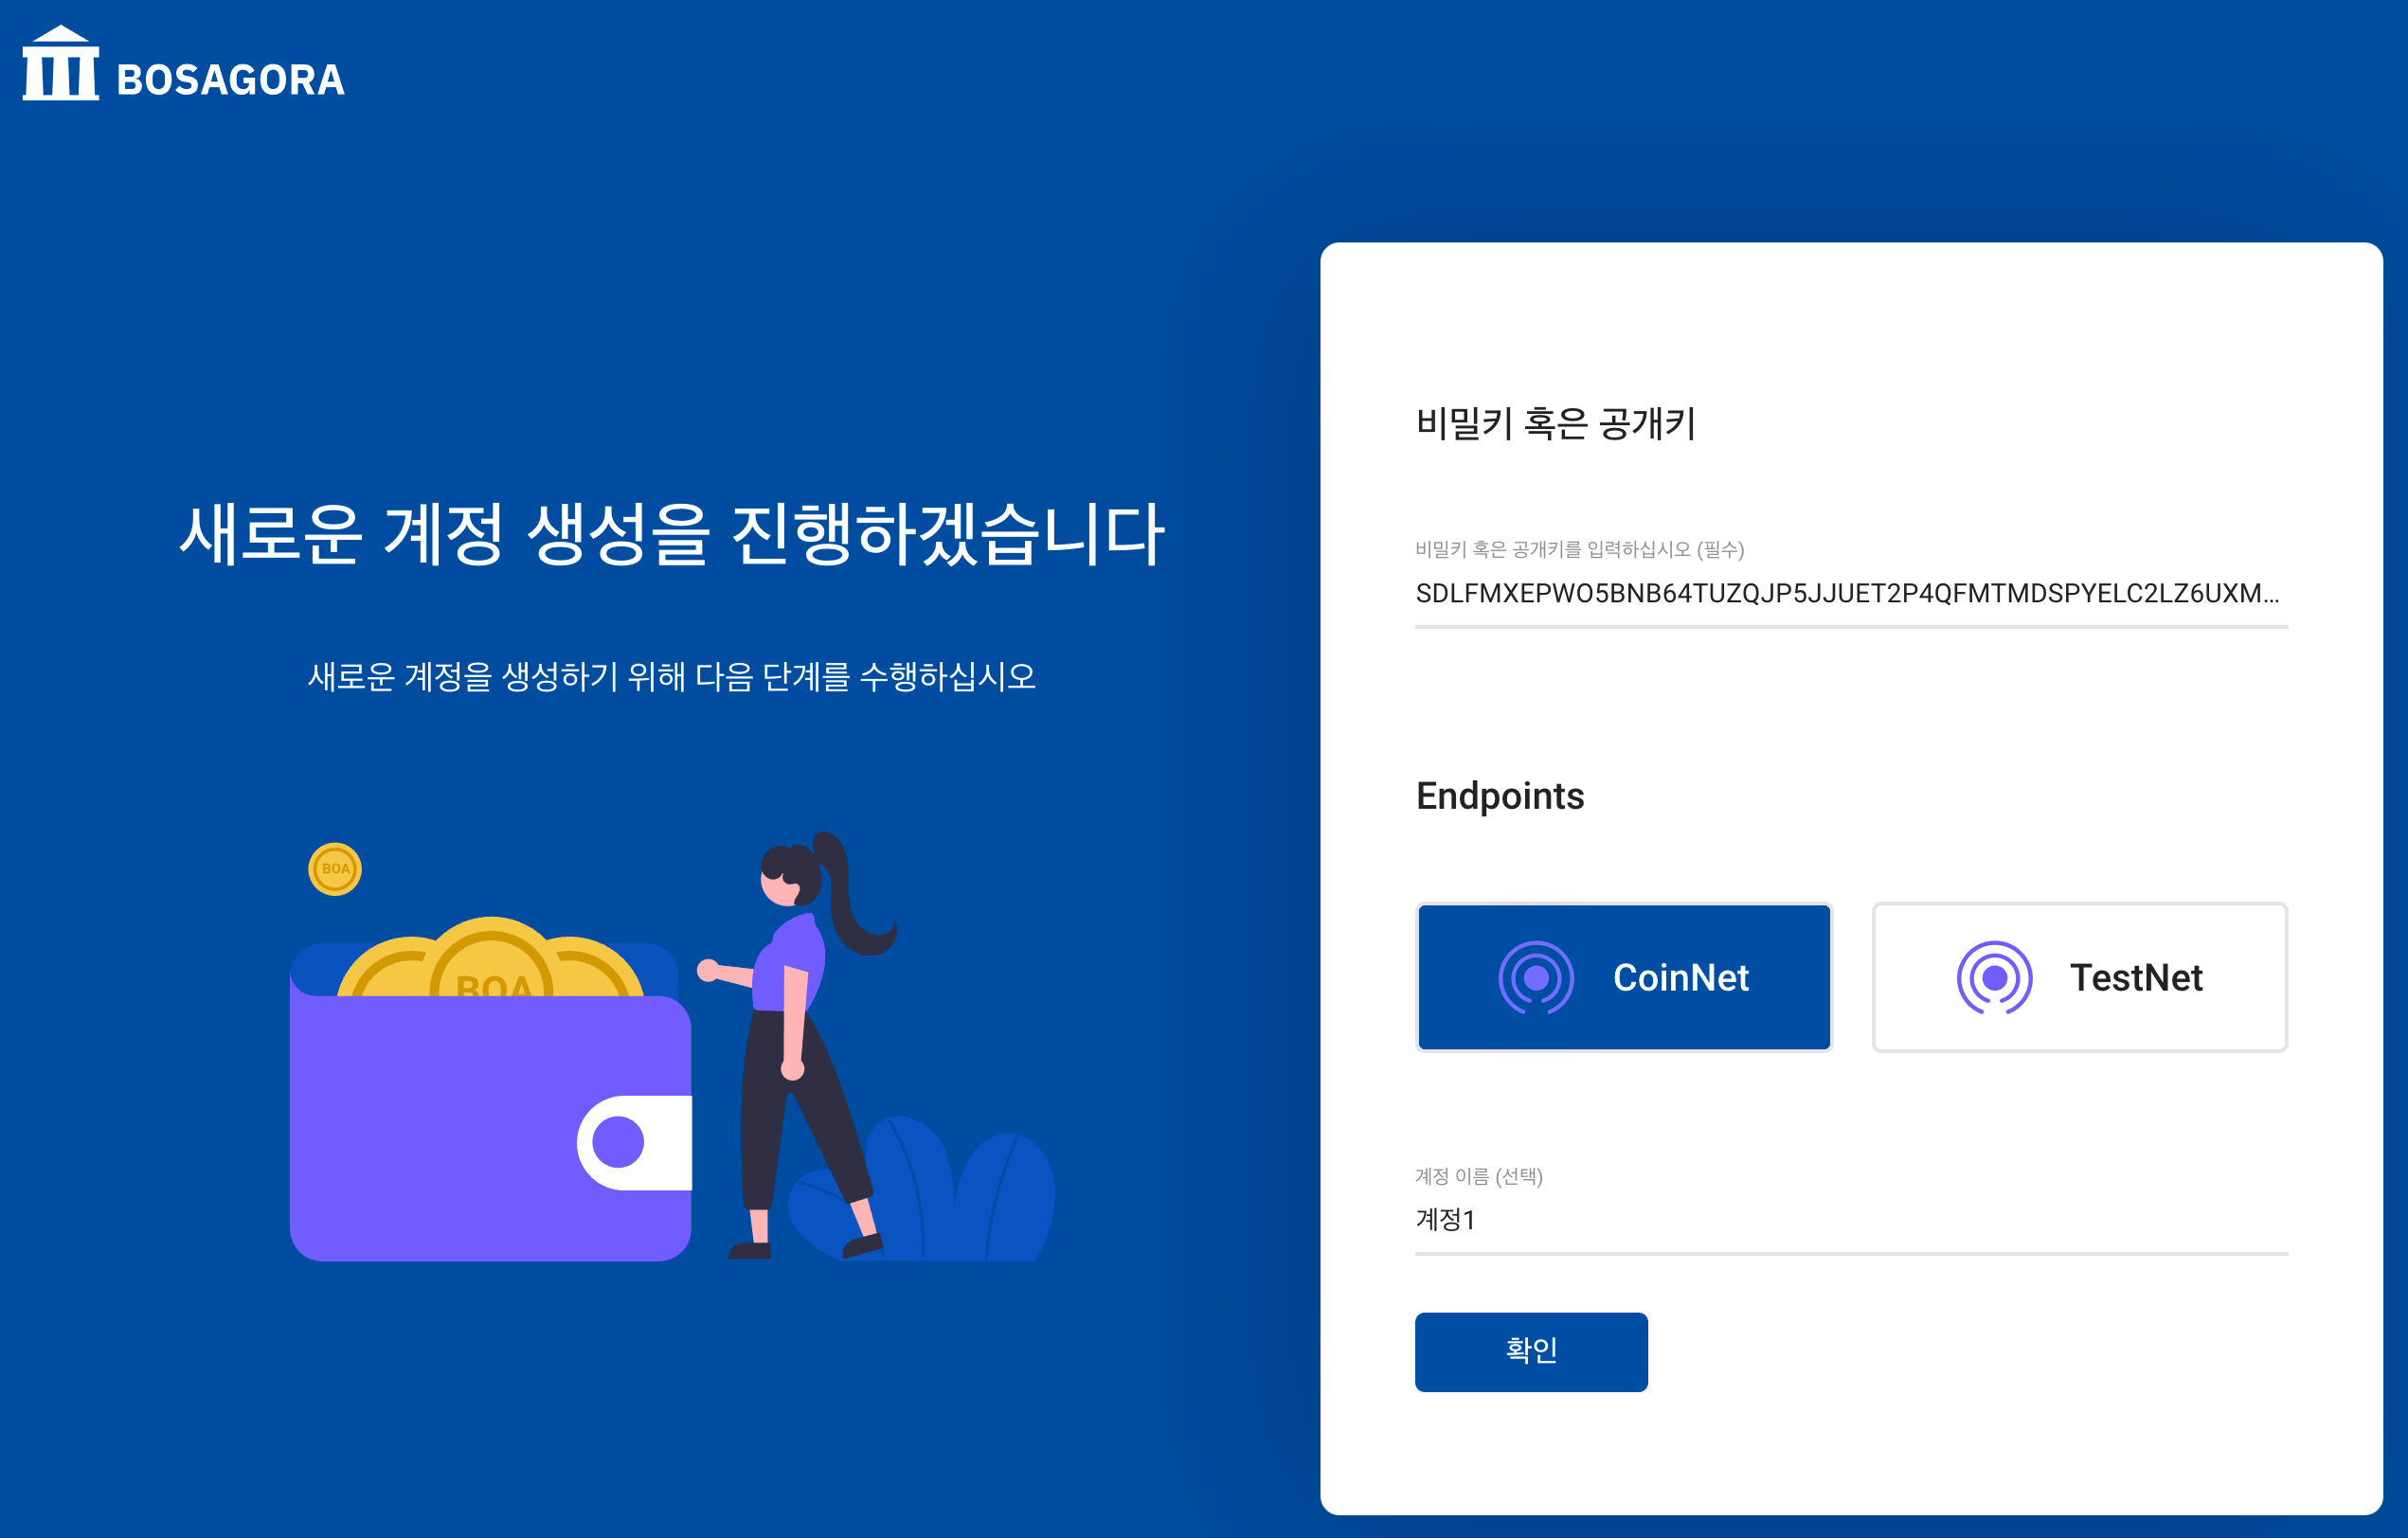 BOSAGORA
새로운 계정 생성을 진행하겠습니다
새로운 계정을 생성하기 위해 다음 단계를 수행하십시오
BOA
BOA
비밀키 혹은 공개키
비밀키 혹은 공개키를 입력하십시오 (필수)
SDLFMXEPWO5BNB64TUZQJP5JJUET2P4QFMTMDSPYELC2LZ6UXM...
Endpoints
CoinNet
TestNet
계정 이름 (선택)
계정1
확인